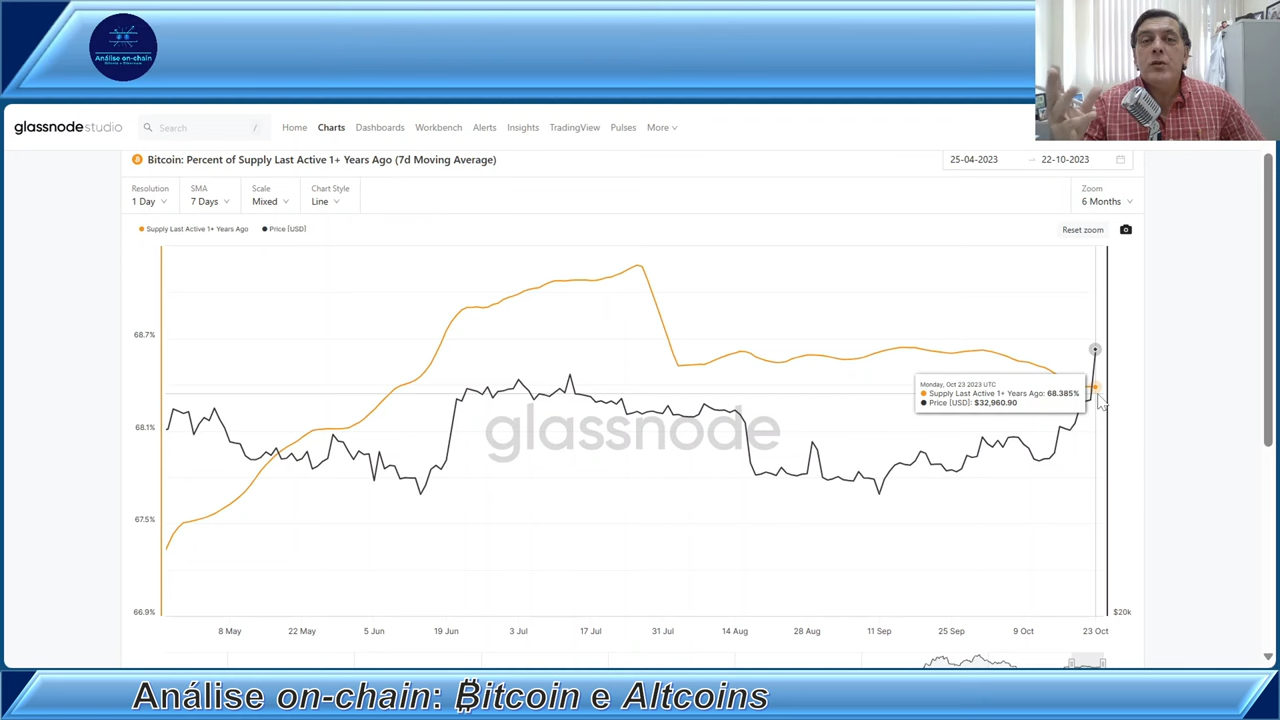 Análise on-chain
Bitcoin e Ethereum
glassnodestudio
Search
/
Home
Charts
Dashboards
Workbench
Alerts
Insights
TradingView
Pulses
More
Bitcoin: Percent of Supply Last Active 1+ Years Ago (7d Moving Average)
25-04-2023 → 22-10-2023
Resolution
1 Day
SMA
7 Days
Scale
Mixed
Chart Style
Line
Zoom
6 Months
Supply Last Active 1+ Years Ago
Price [USD]
Reset zoom
68.7%
68.1%
67.5%
66.9%
$20k
Monday, Oct 23 2023 UTC
Supply Last Active 1+ Years Ago: 68.385%
Price [USD]: $32,960.90
glassnode
8 May
22 May
5 Jun
19 Jun
3 Jul
17 Jul
31 Jul
14 Aug
28 Aug
11 Sep
25 Sep
9 Oct
23 Oct
Análise on-chain: ₿itcoin e Altcoins